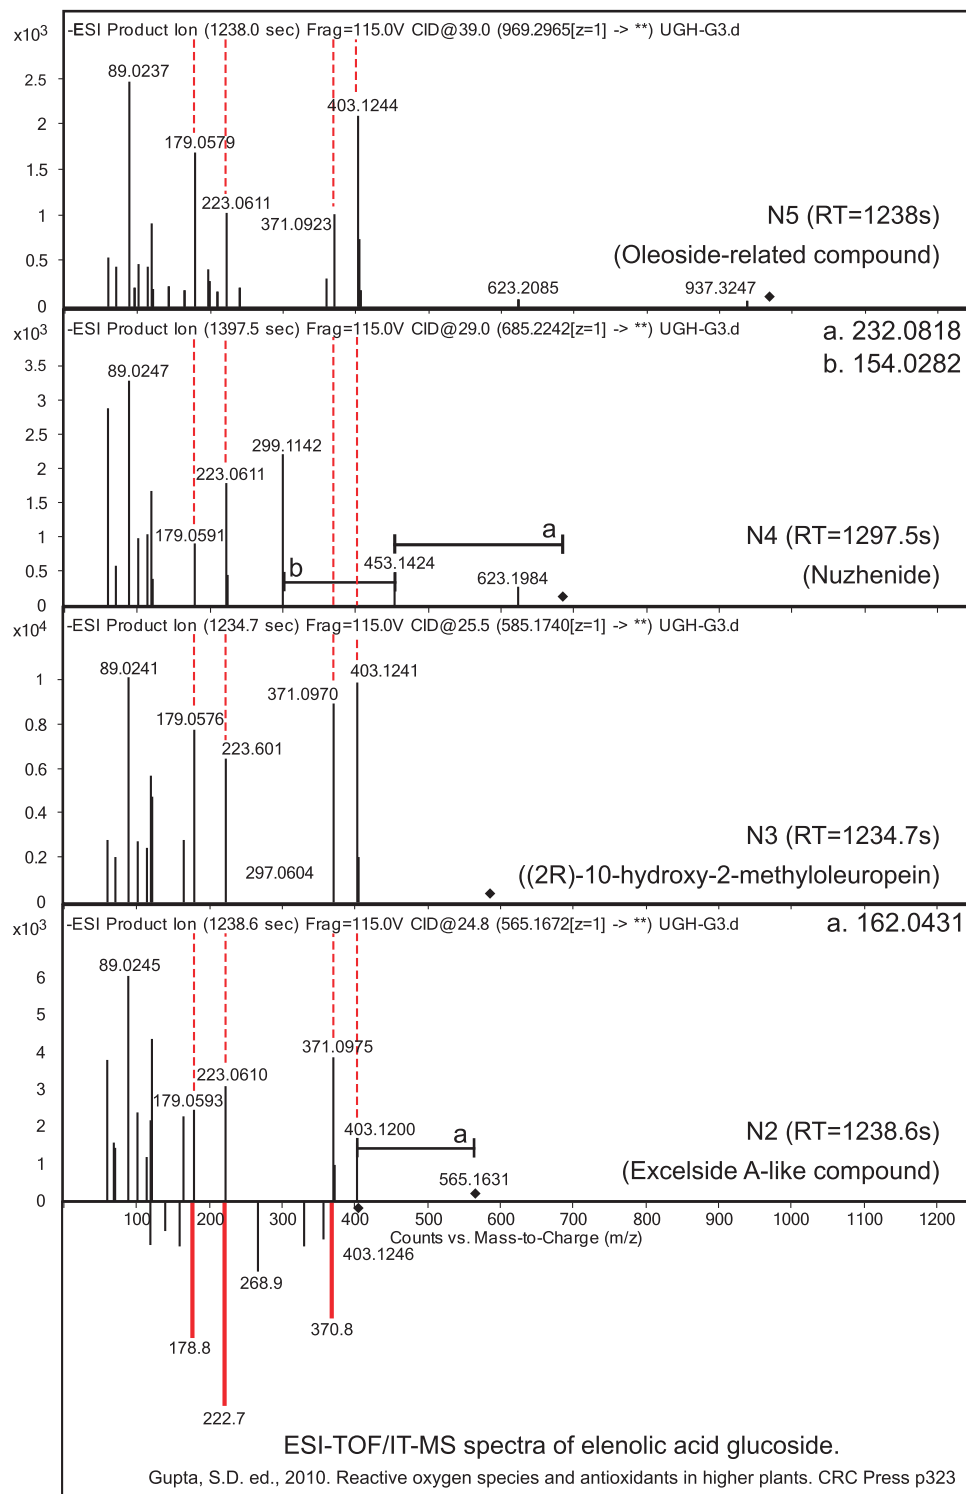 x10³
-ESI Product Ion (1238.0 sec) Frag=115.0V CID@39.0 (969.2965[z=1] -> **) UGH-G3.d
89.0237
2.5
403.1244
2
179.0579
1.5
223.0611
371.0923
1
N5 (RT=1238s)
(Oleoside-related compound)
0.5
623.2085
937.3247
0
x10³
-ESI Product Ion (1397.5 sec) Frag=115.0V CID@29.0 (685.2242[z=1] -> **) UGH-G3.d
a. 232.0818
b. 154.0282
3.5
89.0247
3
2.5
299.1142
223.0611
2
1.5
179.0591
a
N4 (RT=1297.5s)
1
453.1424
b
(Nuzhenide)
0.5
623.1984
0
x10⁴
-ESI Product Ion (1234.7 sec) Frag=115.0V CID@25.5 (585.1740[z=1] -> **) UGH-G3.d
89.0241
403.1241
1
371.0970
179.0576
0.8
223.601
0.6
0.4
N3 (RT=1234.7s)
0.2
297.0604
((2R)-10-hydroxy-2-methyloleuropein)
0
x10³
-ESI Product Ion (1238.6 sec) Frag=115.0V CID@24.8 (565.1672[z=1] -> **) UGH-G3.d
a. 162.0431
89.0245
6
5
371.0975
4
223.0610
3
179.0593
403.1200
a
N2 (RT=1238.6s)
2
565.1631
(Excelside A-like compound)
1
0
100 200 300 400 500 600 700 800 900 1000 1100 1200
Counts vs. Mass-to-Charge (m/z)
403.1246
268.9
370.8
178.8
222.7
ESI-TOF/IT-MS spectra of elenolic acid glucoside.
Gupta, S.D. ed., 2010. Reactive oxygen species and antioxidants in higher plants. CRC Press p323